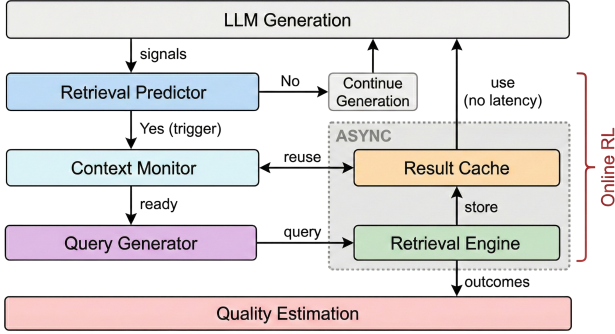 LLM Generation
signals
Retrieval Predictor
No
Continue
Generation
use
(no latency)
Yes (trigger)
ASYNC
Context Monitor
reuse
Result Cache
Online RL
ready
store
Query Generator
query
Retrieval Engine
outcomes
Quality Estimation